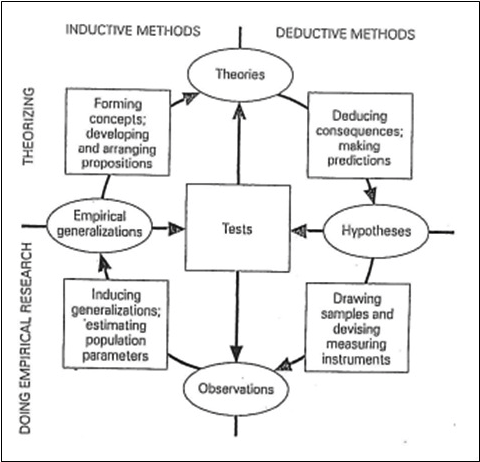 INDUCTIVE METHODS
DEDUCTIVE METHODS
THEORIZING
DOING EMPIRICAL RESEARCH
Theories
Forming
concepts;
developing
and arranging
propositions
Deducing
consequences;
making
predictions
Empirical
generalizations
Tests
Hypotheses
Inducing
generalizations;
estimating
population
parameters
Drawing
samples and
devising
measuring
instruments
Observations